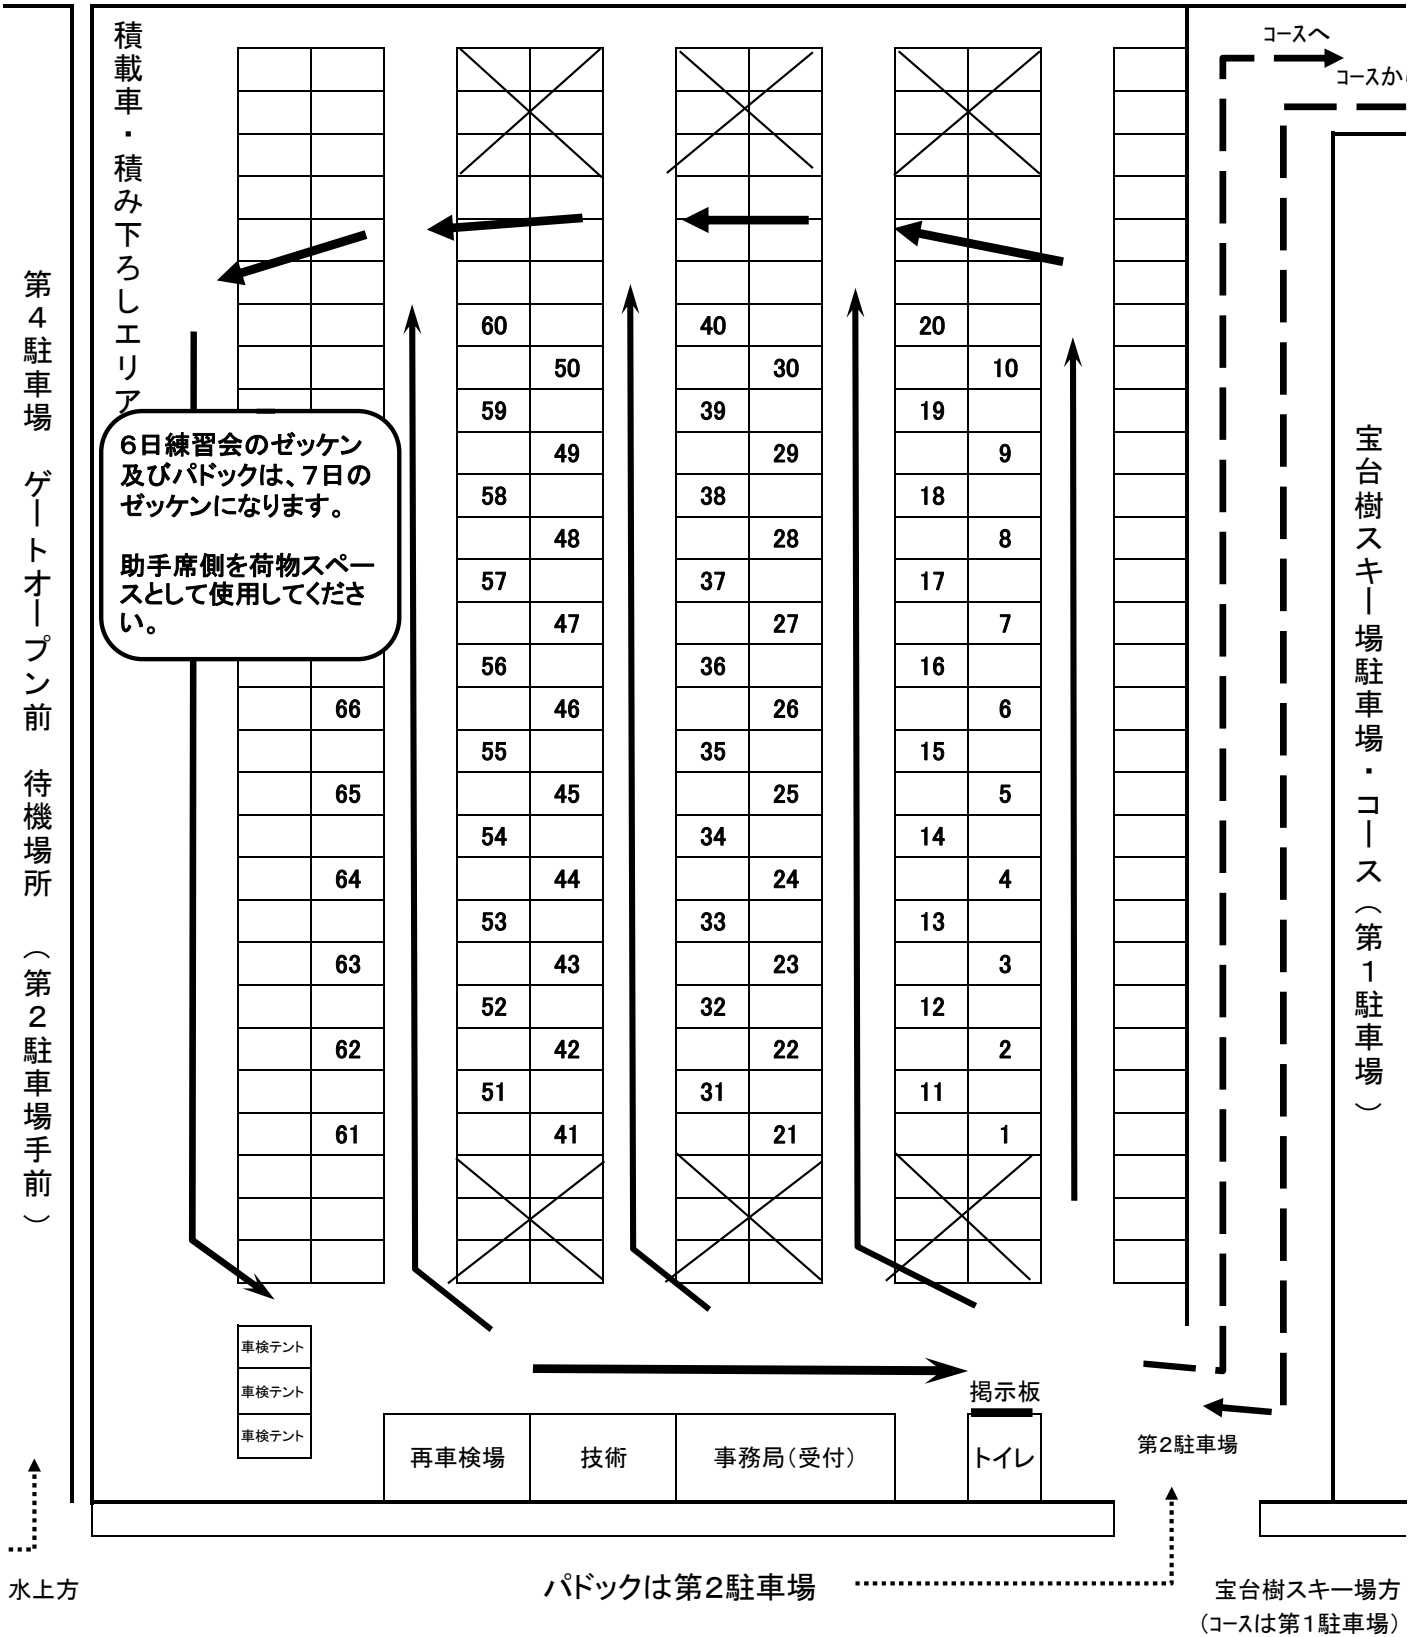 コースへ
コースから
積載車・積み下ろしエリア
第4駐車場 ゲートオープン前 待機場所 (第2駐車場手前)
宝台樹スキー場駐車場・コース(第1駐車場)
60 40 20
50 30 10
59 39 19
49 29 9
58 38 18
48 28 8
57 37 17
47 27 7
56 36 16
66 46 26 6
55 35 15
65 45 25 5
54 34 14
64 44 24 4
53 33 13
63 43 23 3
52 32 12
62 42 22 2
51 31 11
61 41 21 1
6日練習会のゼッケン
及びパドックは、7日の
ゼッケンになります。
助手席側を荷物スペー
スとして使用してくださ
い。
車検テント
車検テント
車検テント
再車検場
技術
事務局(受付)
掲示板
トイレ
第2駐車場
水上方
パドックは第2駐車場
宝台樹スキー場方
(コースは第1駐車場)